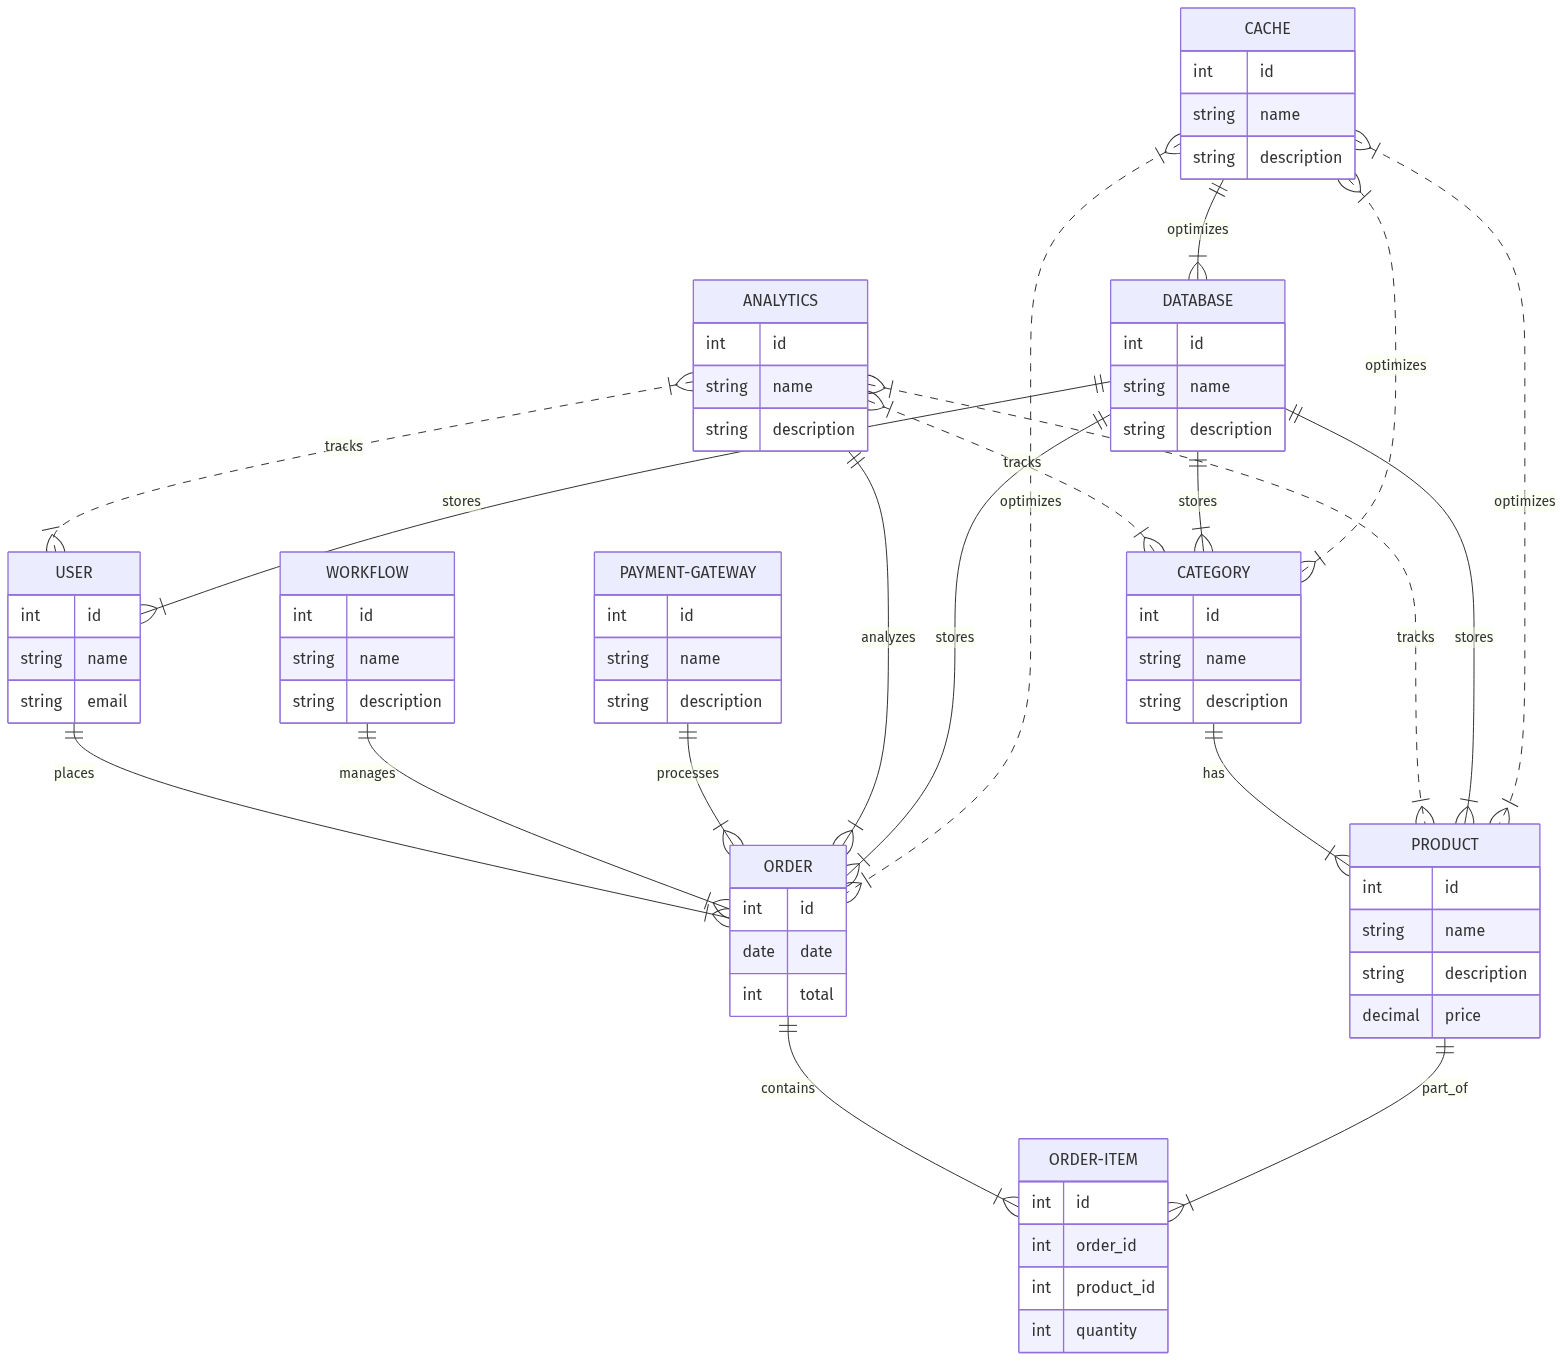 CACHE
int id
string name
string description
optimizes
ANALYTICS
int id
string name
string description
DATABASE
int id
string name
string description
optimizes
tracks
tracks
stores
optimizes
stores
optimizes
USER
int id
string name
string email
WORKFLOW
int id
string name
string description
PAYMENT-GATEWAY
int id
string name
string description
CATEGORY
int id
string name
string description
analyzes
stores
tracks
stores
places
manages
processes
has
ORDER
int id
date date
int total
PRODUCT
int id
string name
string description
decimal price
contains
part_of
ORDER-ITEM
int id
int order_id
int product_id
int quantity